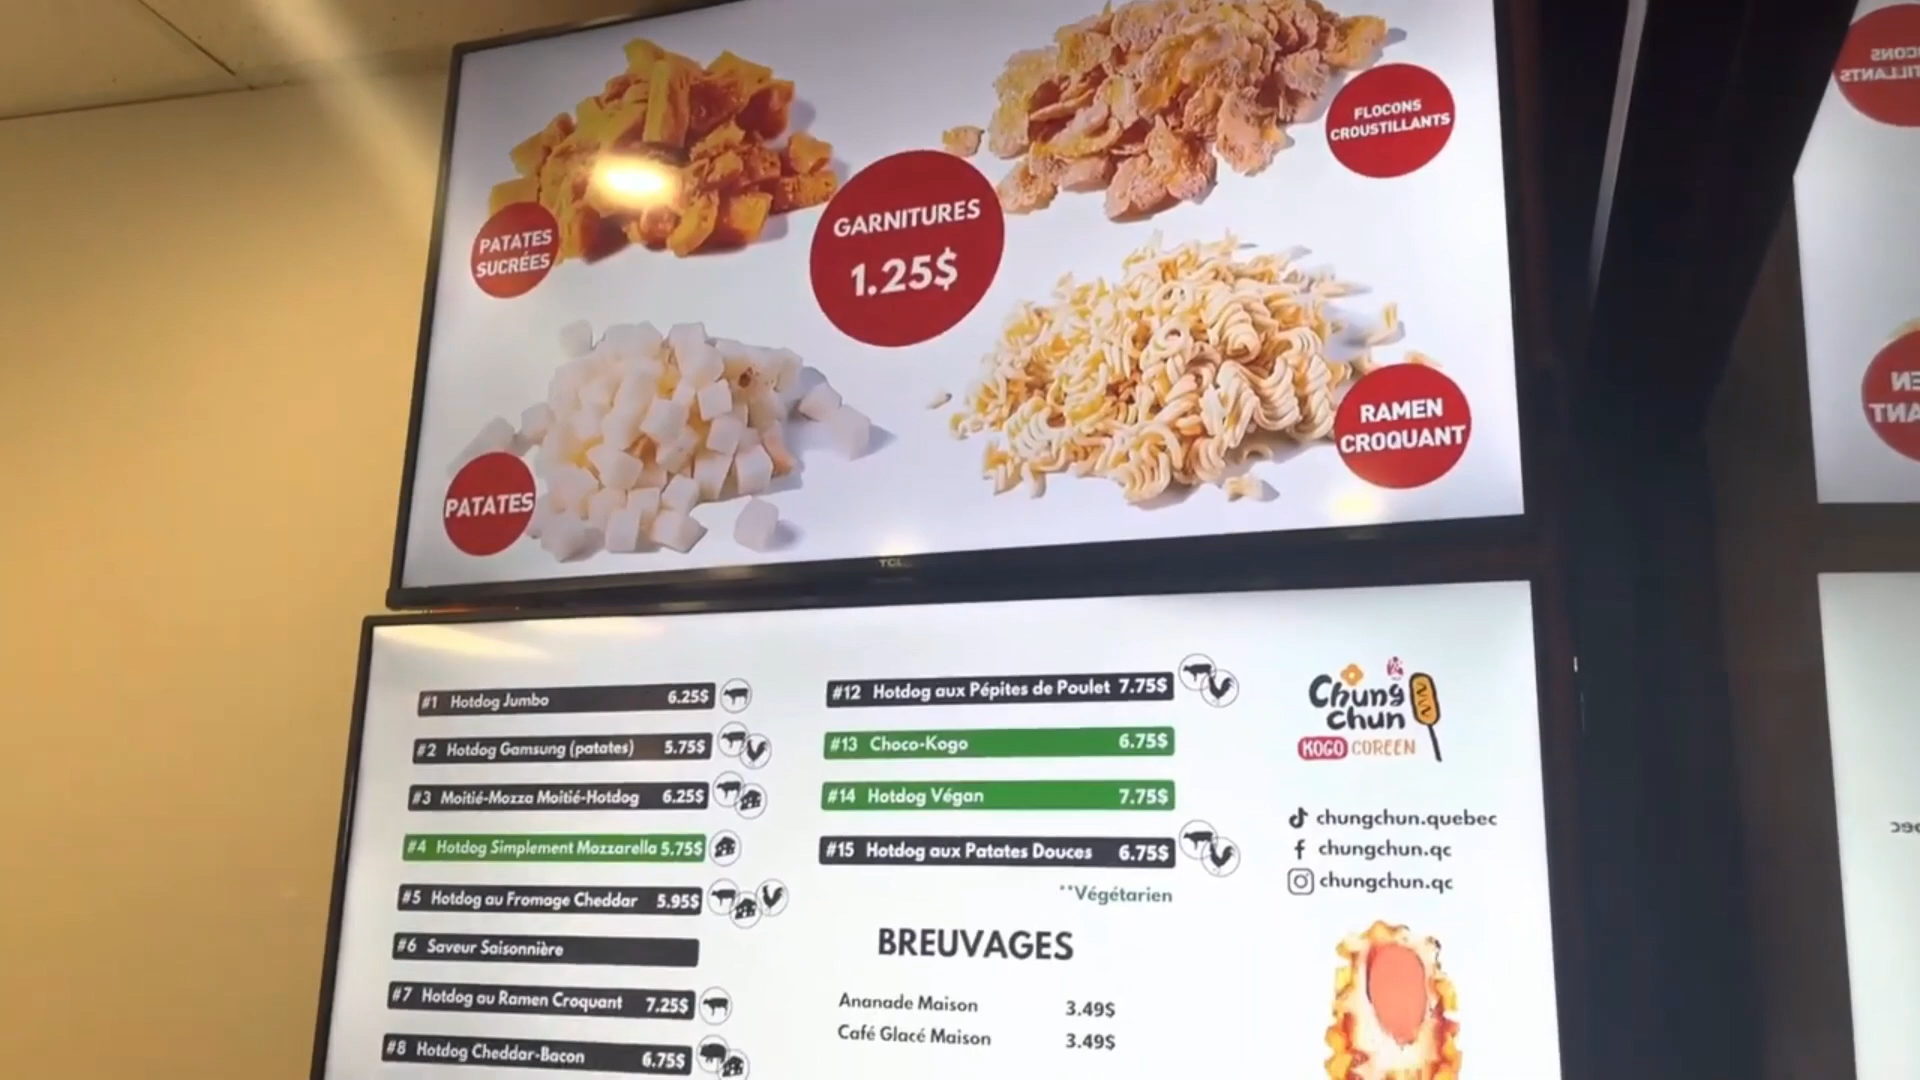 PATATES
SUCRÉES
GARNITURES
1.25$
FLOCONS
CROUSTILLANTS
PATATES
RAMEN
CROQUANT
TCL
#1 Hotdog Jumbo 6.25$
#2 Hotdog Gamsung (patates) 5.75$
#3 Moitié-Mozza Moitié-Hotdog 6.25$
#4 Hotdog Simplement Mozzarella 5.75$
#5 Hotdog au Fromage Cheddar 5.95$
#6 Saveur Saisonnière
#7 Hotdog au Ramen Croquant 7.25$
#8 Hotdog Cheddar-Bacon 6.75$
#12 Hotdog aux Pépites de Poulet 7.75$
#13 Choco-Kogo 6.75$
#14 Hotdog Végan 7.75$
#15 Hotdog aux Patates Douces 6.75$
**Végétarien
BREUVAGES
Ananade Maison 3.49$
Café Glacé Maison 3.49$
Chung
Chun
KOGO COREEN
chungchun.quebec
chungchun.qc
chungchun.qc